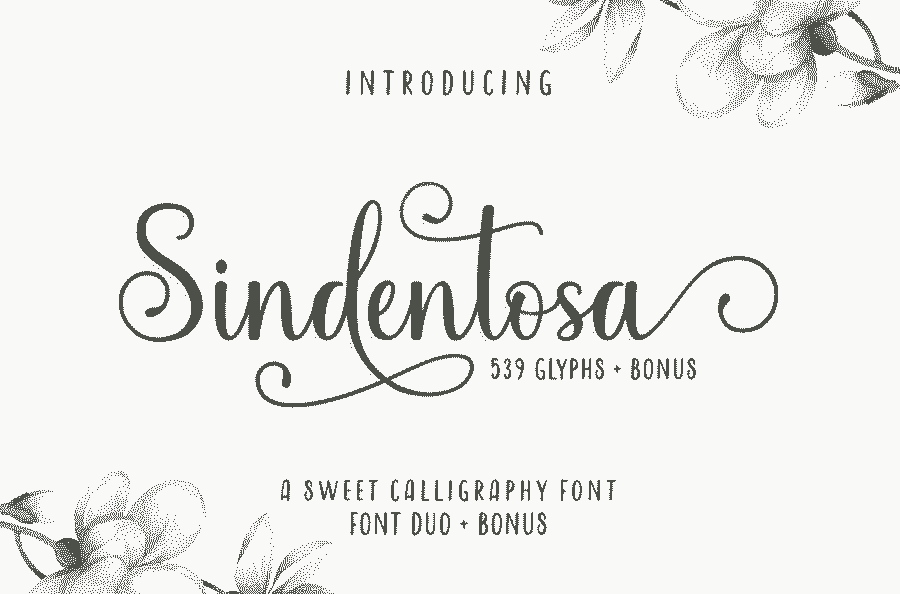 INTRODUCING
Sindentosa
539 GLYPHS + BONUS
A SWEET CALLIGRAPHY FONT
FONT DUO + BONUS